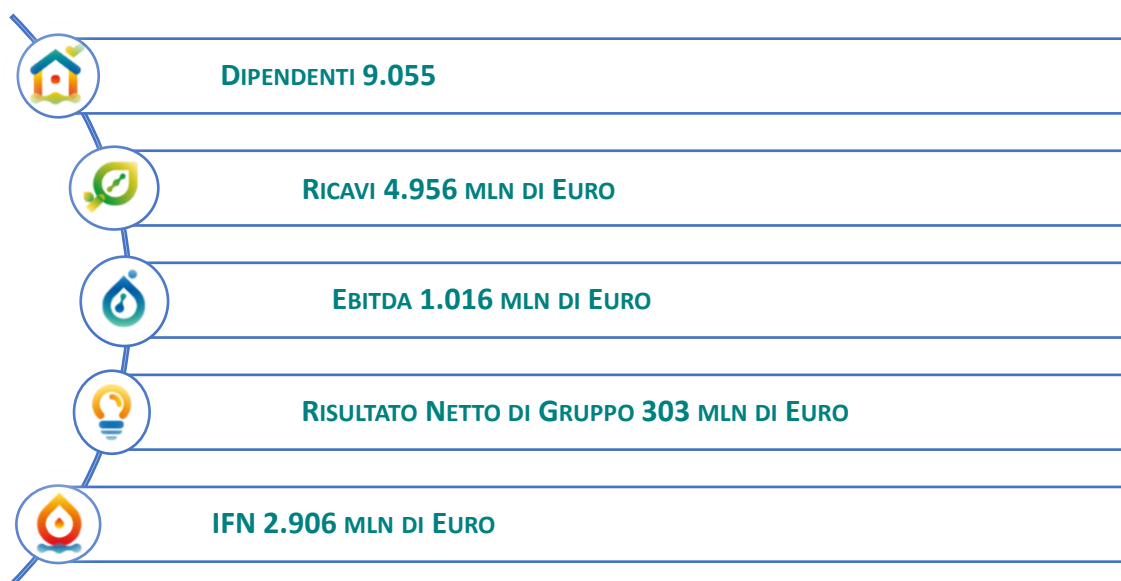 Dipendenti 9.055
Ricavi 4.956 mln di Euro
Ebitda 1.016 mln di Euro
Risultato Netto di Gruppo 303 mln di Euro
IFN 2.906 mln di Euro